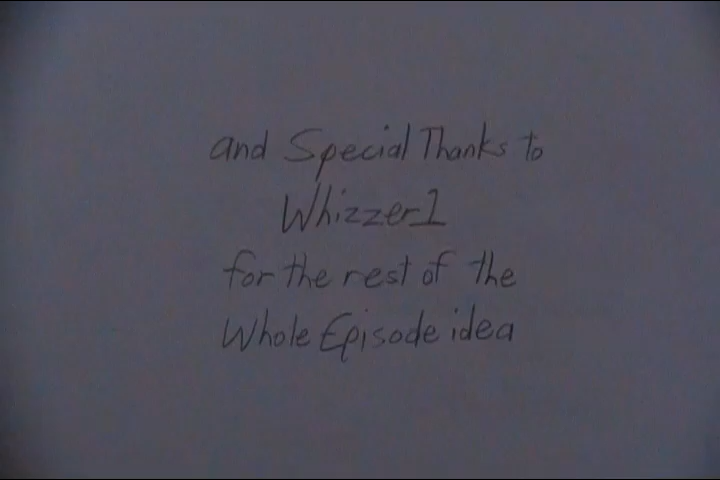 and Special Thanks to
Whizzer1
for the rest of the
Whole Episode idea